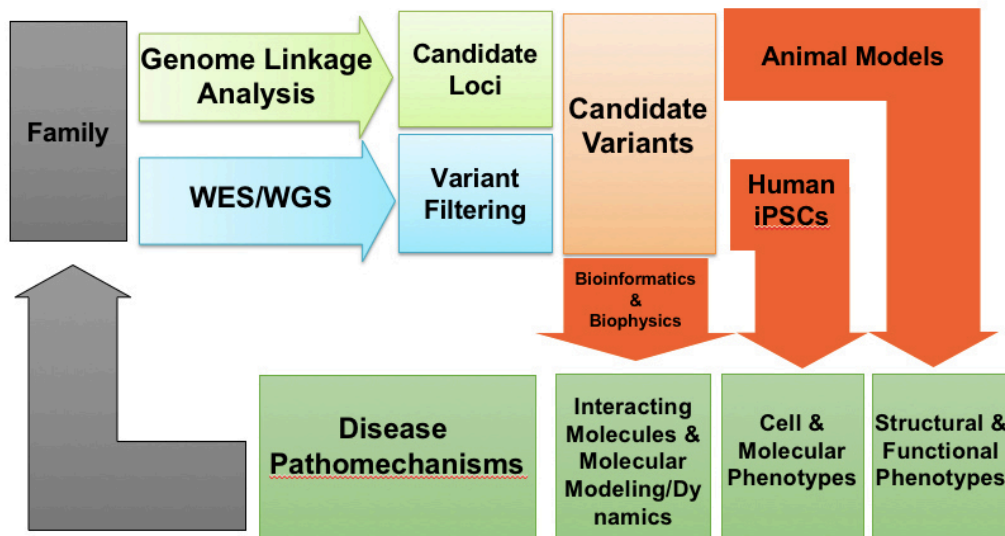 Family
Genome Linkage
Analysis
WES/WGS
Candidate
Loci
Variant
Filtering
Candidate
Variants
Animal Models
Human
iPSCs
Bioinformatics
&
Biophysics
Disease
Pathomechanisms
Interacting
Molecules &
Molecular
Modeling/Dy
namics
Cell &
Molecular
Phenotypes
Structural &
Functional
Phenotypes